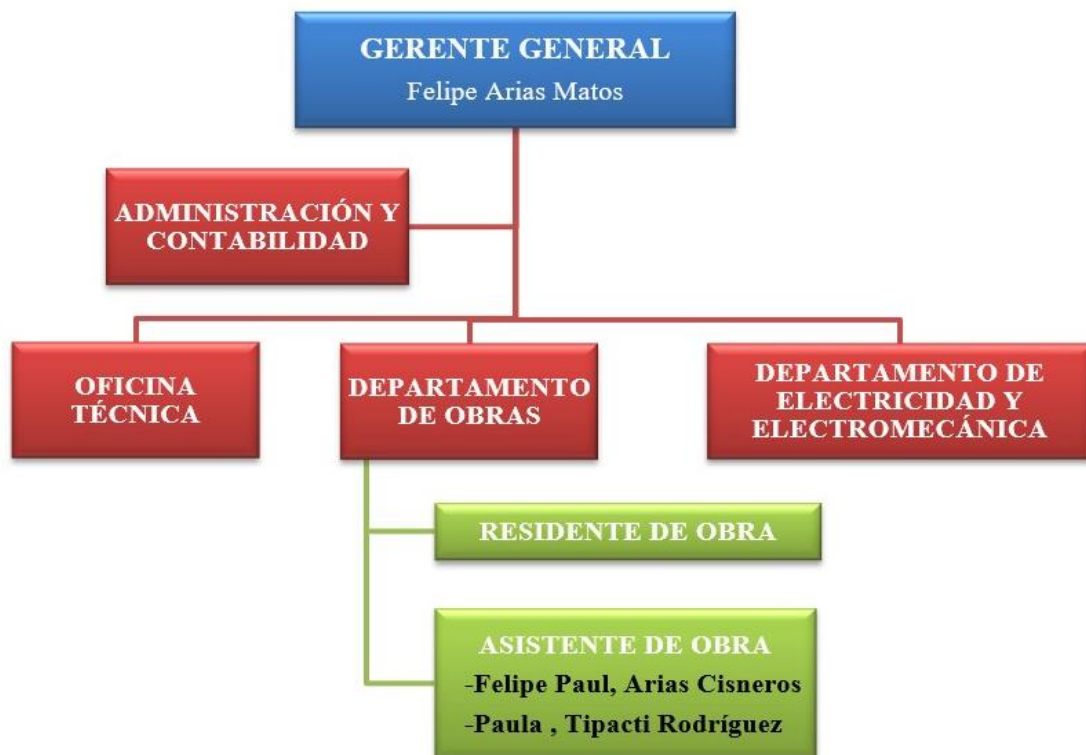 GERENTE GENERAL
Felipe Arias Matos
ADMINISTRACIÓN Y
CONTABILIDAD
OFICINA
TÉCNICA
DEPARTAMENTO
DE OBRAS
DEPARTAMENTO DE
ELECTRICIDAD Y
ELECTROMECÁNICA
RESIDENTE DE OBRA
ASISTENTE DE OBRA
-Felipe Paul, Arias Cisneros
-Paula , Tipacti Rodríguez